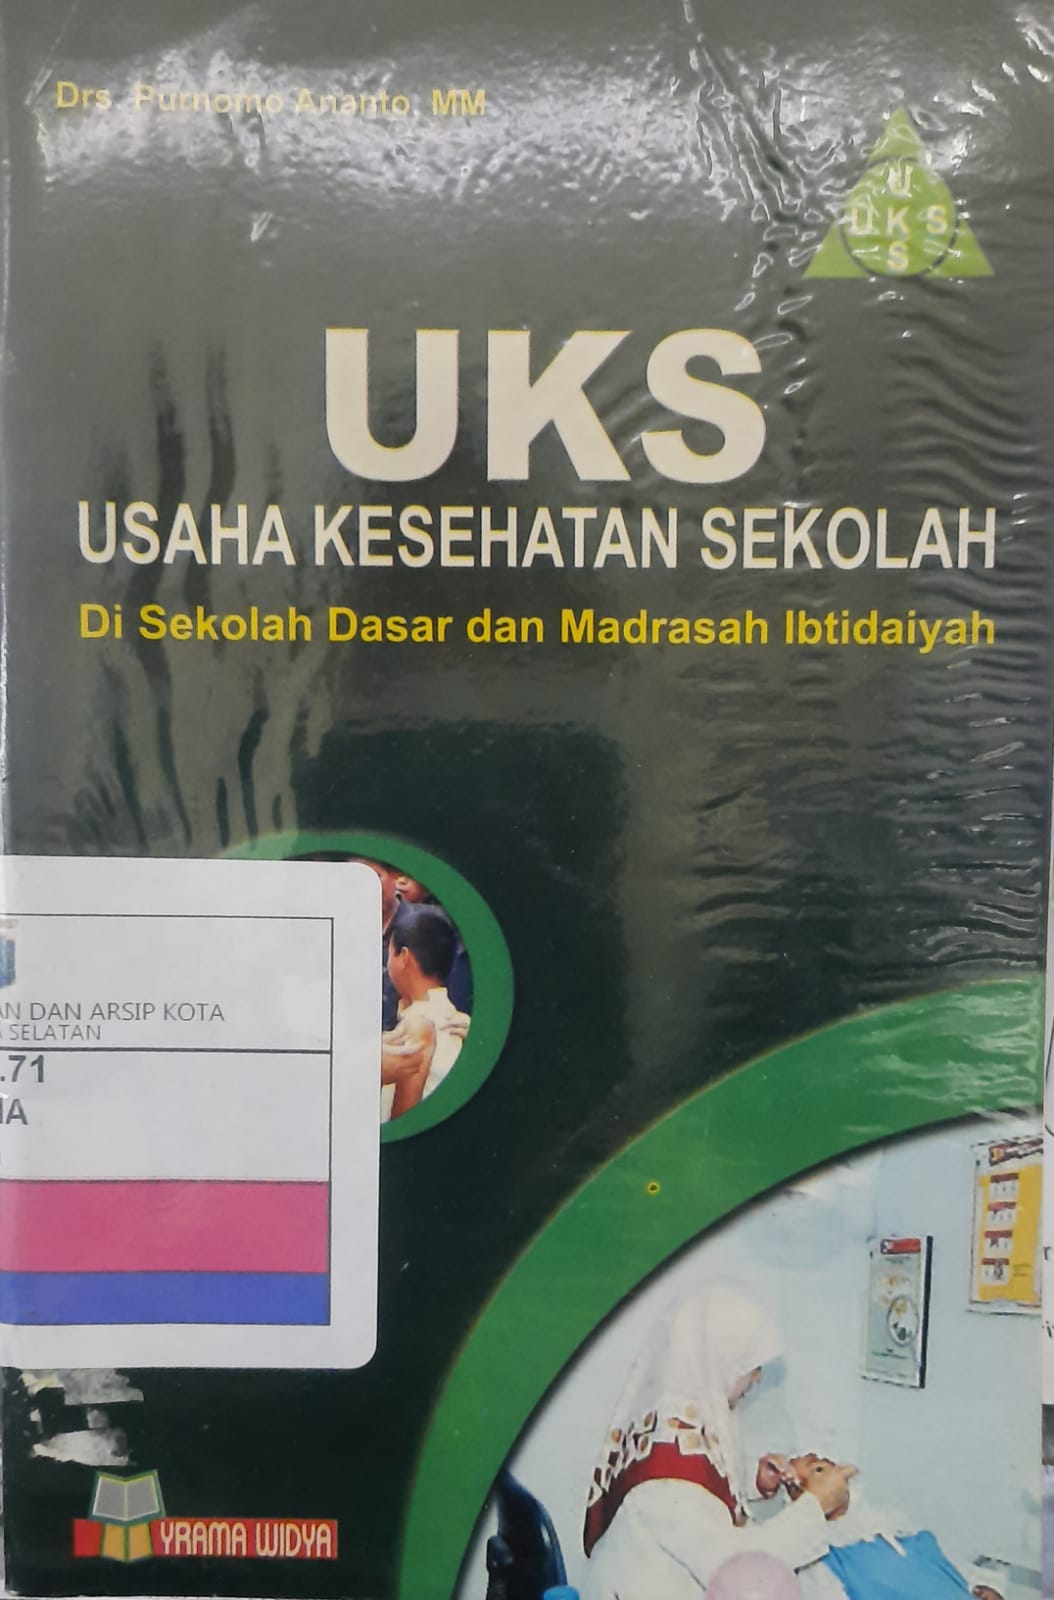 Drs. Purnomo Ananto, MM
U
U K S
S
UKS
USAHA KESEHATAN SEKOLAH
Di Sekolah Dasar dan Madrasah Ibtidaiyah
AN DAN ARSIP KOTA
SELATAN
.71
YRAMA WIDYA